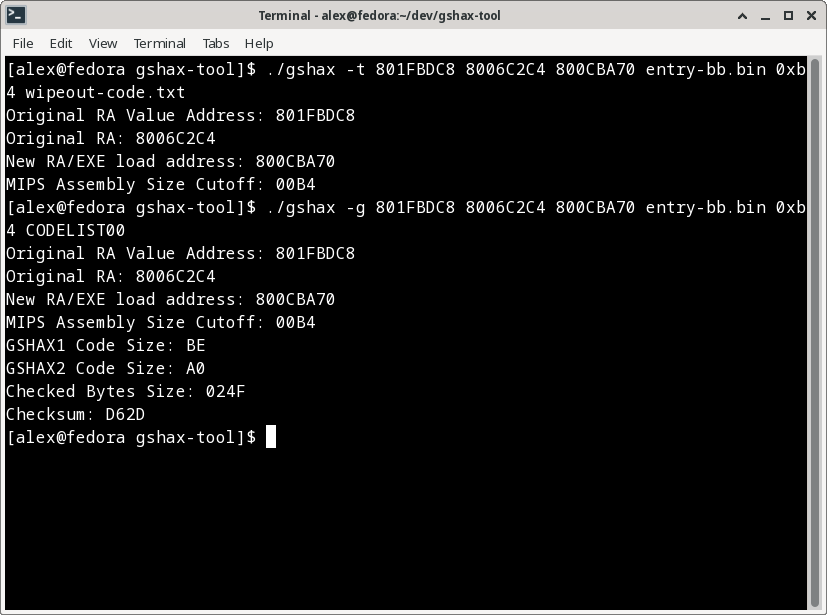 Terminal - alex@fedora:~/dev/gshax-tool
File Edit View Terminal Tabs Help
[alex@fedora gshax-tool]$ ./gshax -t 801FBDC8 8006C2C4 800CBA70 entry-bb.bin 0xb
4 wipeout-code.txt
Original RA Value Address: 801FBDC8
Original RA: 8006C2C4
New RA/EXE load address: 800CBA70
MIPS Assembly Size Cutoff: 00B4
[alex@fedora gshax-tool]$ ./gshax -g 801FBDC8 8006C2C4 800CBA70 entry-bb.bin 0xb
4 CODELIST00
Original RA Value Address: 801FBDC8
Original RA: 8006C2C4
New RA/EXE load address: 800CBA70
MIPS Assembly Size Cutoff: 00B4
GSHAX1 Code Size: BE
GSHAX2 Code Size: A0
Checked Bytes Size: 024F
Checksum: D62D
[alex@fedora gshax-tool]$